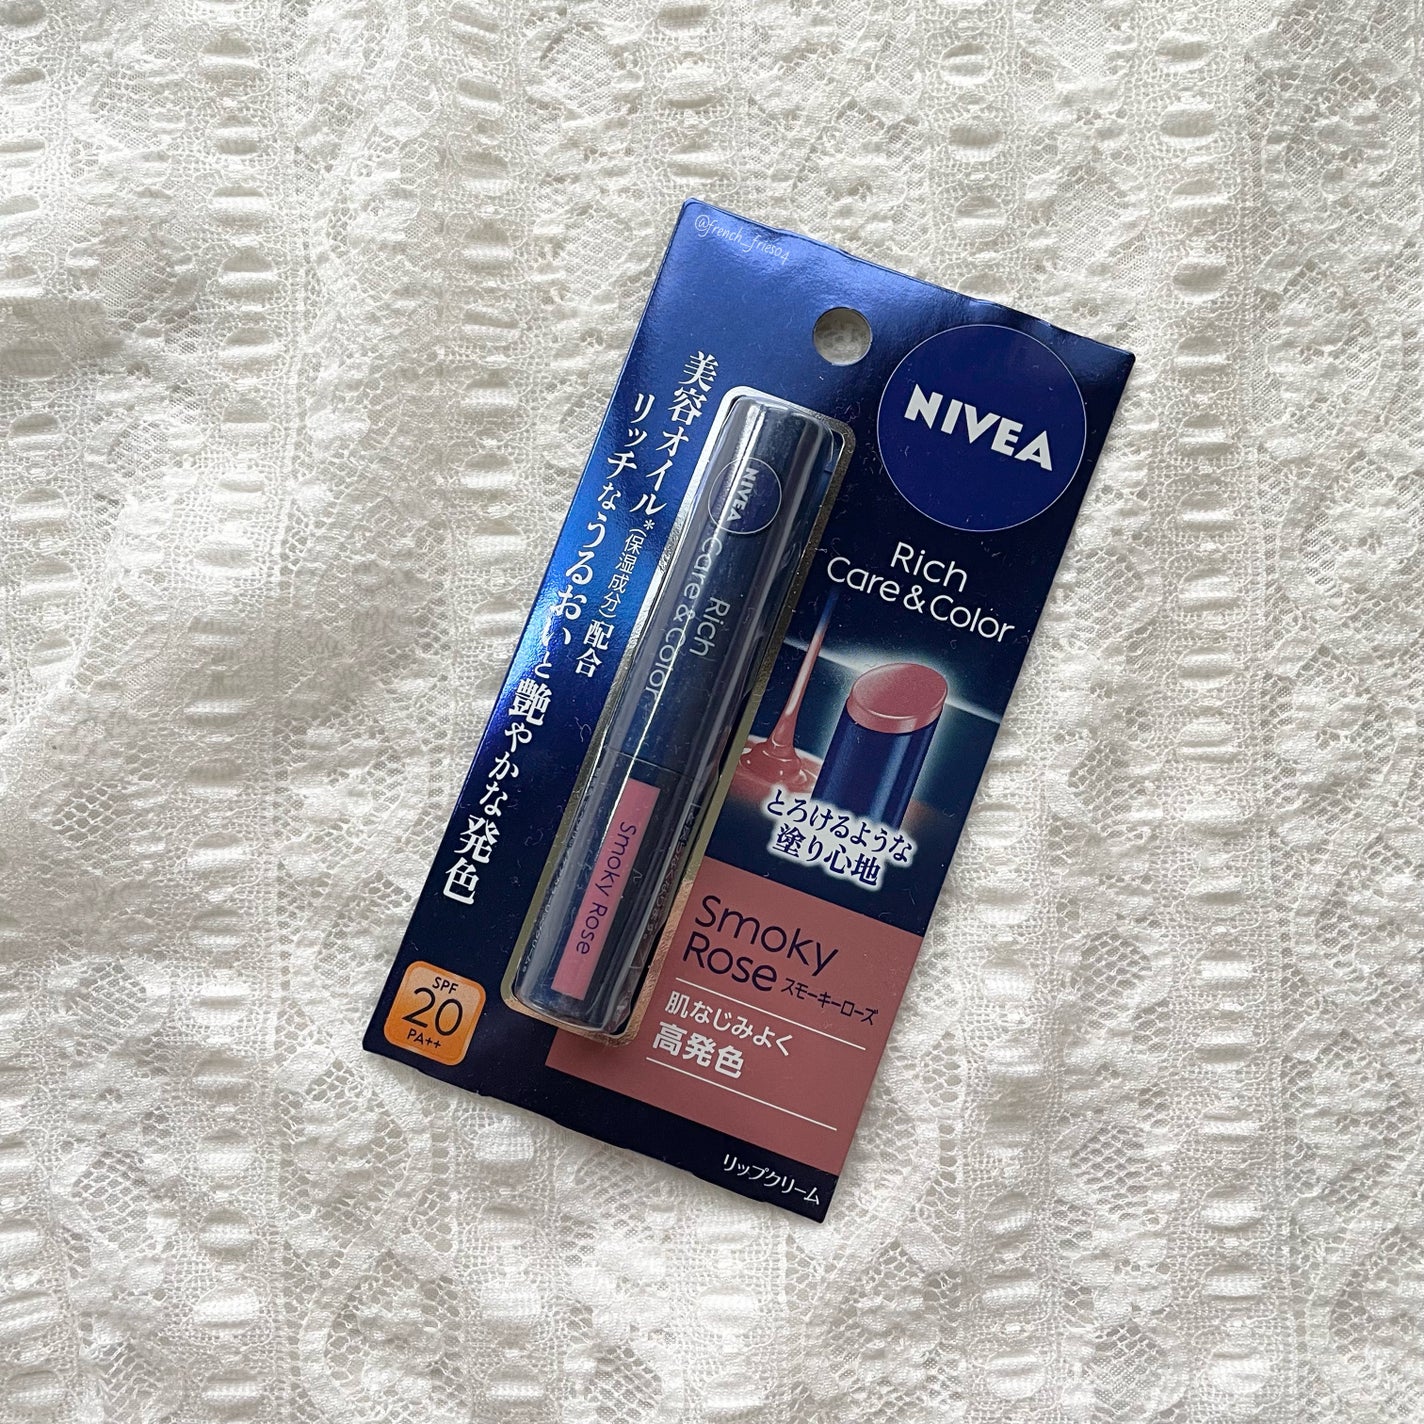 @french_fries04
NIVEA
Rich
Care & Color
美容オイル*(保湿成分)配合
リッチなうるおいと艶やかな発色
NIVEA
Rich
Care & Color
Smoky Rose
とろけるような
塗り心地
Smoky
Rose スモーキーローズ
肌なじみよく
高発色
SPF
20
PA++
リップクリーム